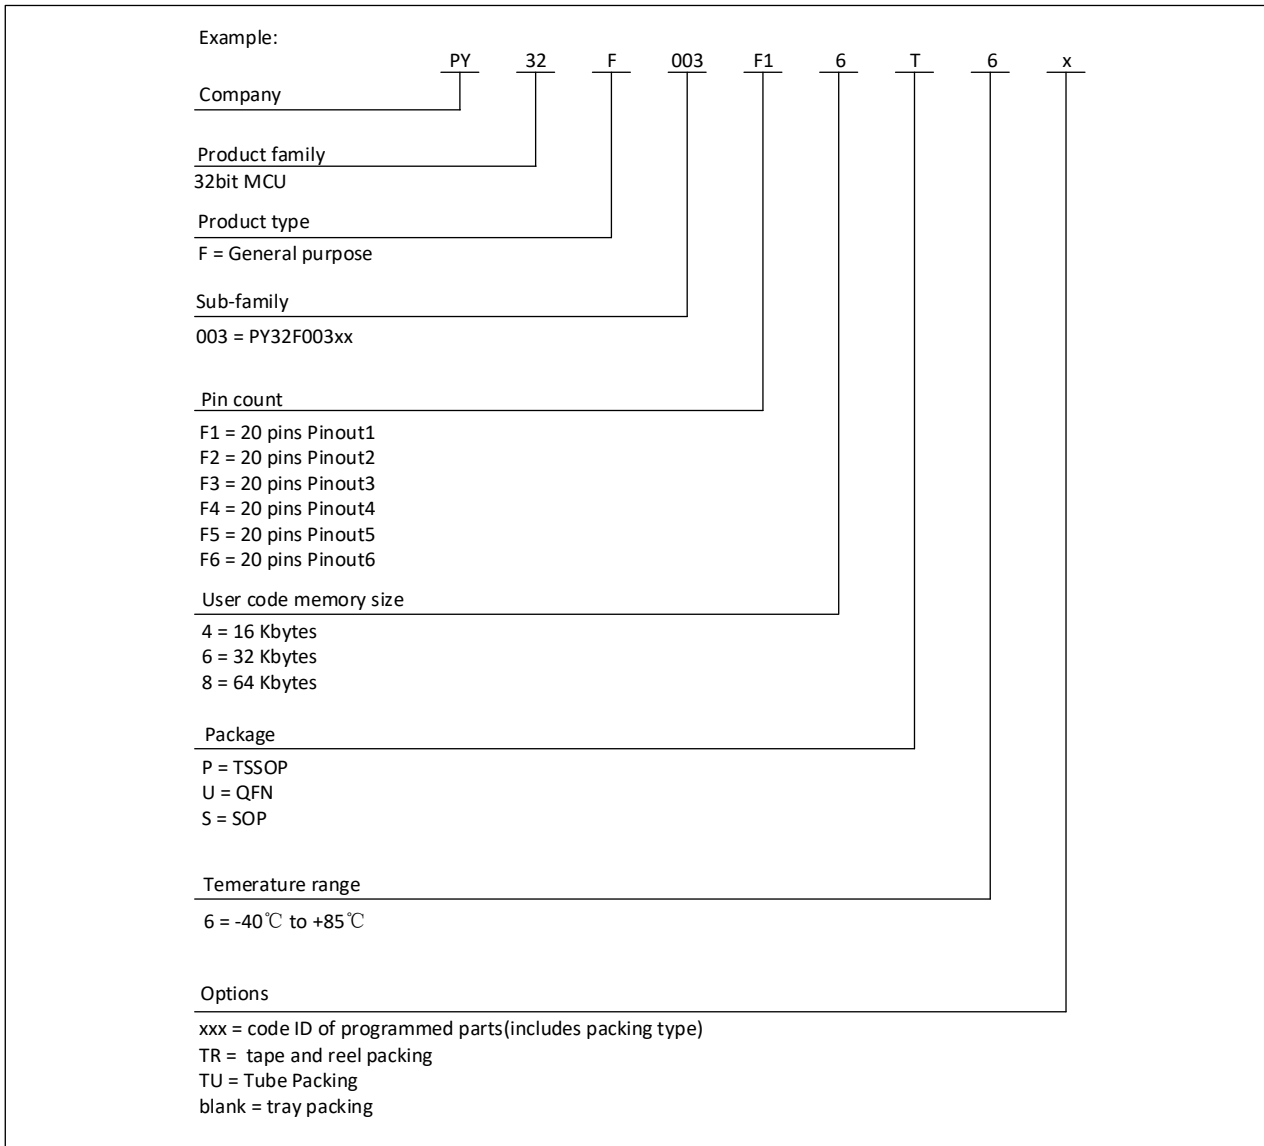 Example:
PY 32 F 003 F1 6 T 6 x
Company
Product family
32bit MCU
Product type
F = General purpose
Sub-family
003 = PY32F003xx
Pin count
F1 = 20 pins Pinout1
F2 = 20 pins Pinout2
F3 = 20 pins Pinout3
F4 = 20 pins Pinout4
F5 = 20 pins Pinout5
F6 = 20 pins Pinout6
User code memory size
4 = 16 Kbytes
6 = 32 Kbytes
8 = 64 Kbytes
Package
P = TSSOP
U = QFN
S = SOP
Temerature range
6 = -40℃ to +85℃
Options
xxx = code ID of programmed parts(includes packing type)
TR = tape and reel packing
TU = Tube Packing
blank = tray packing